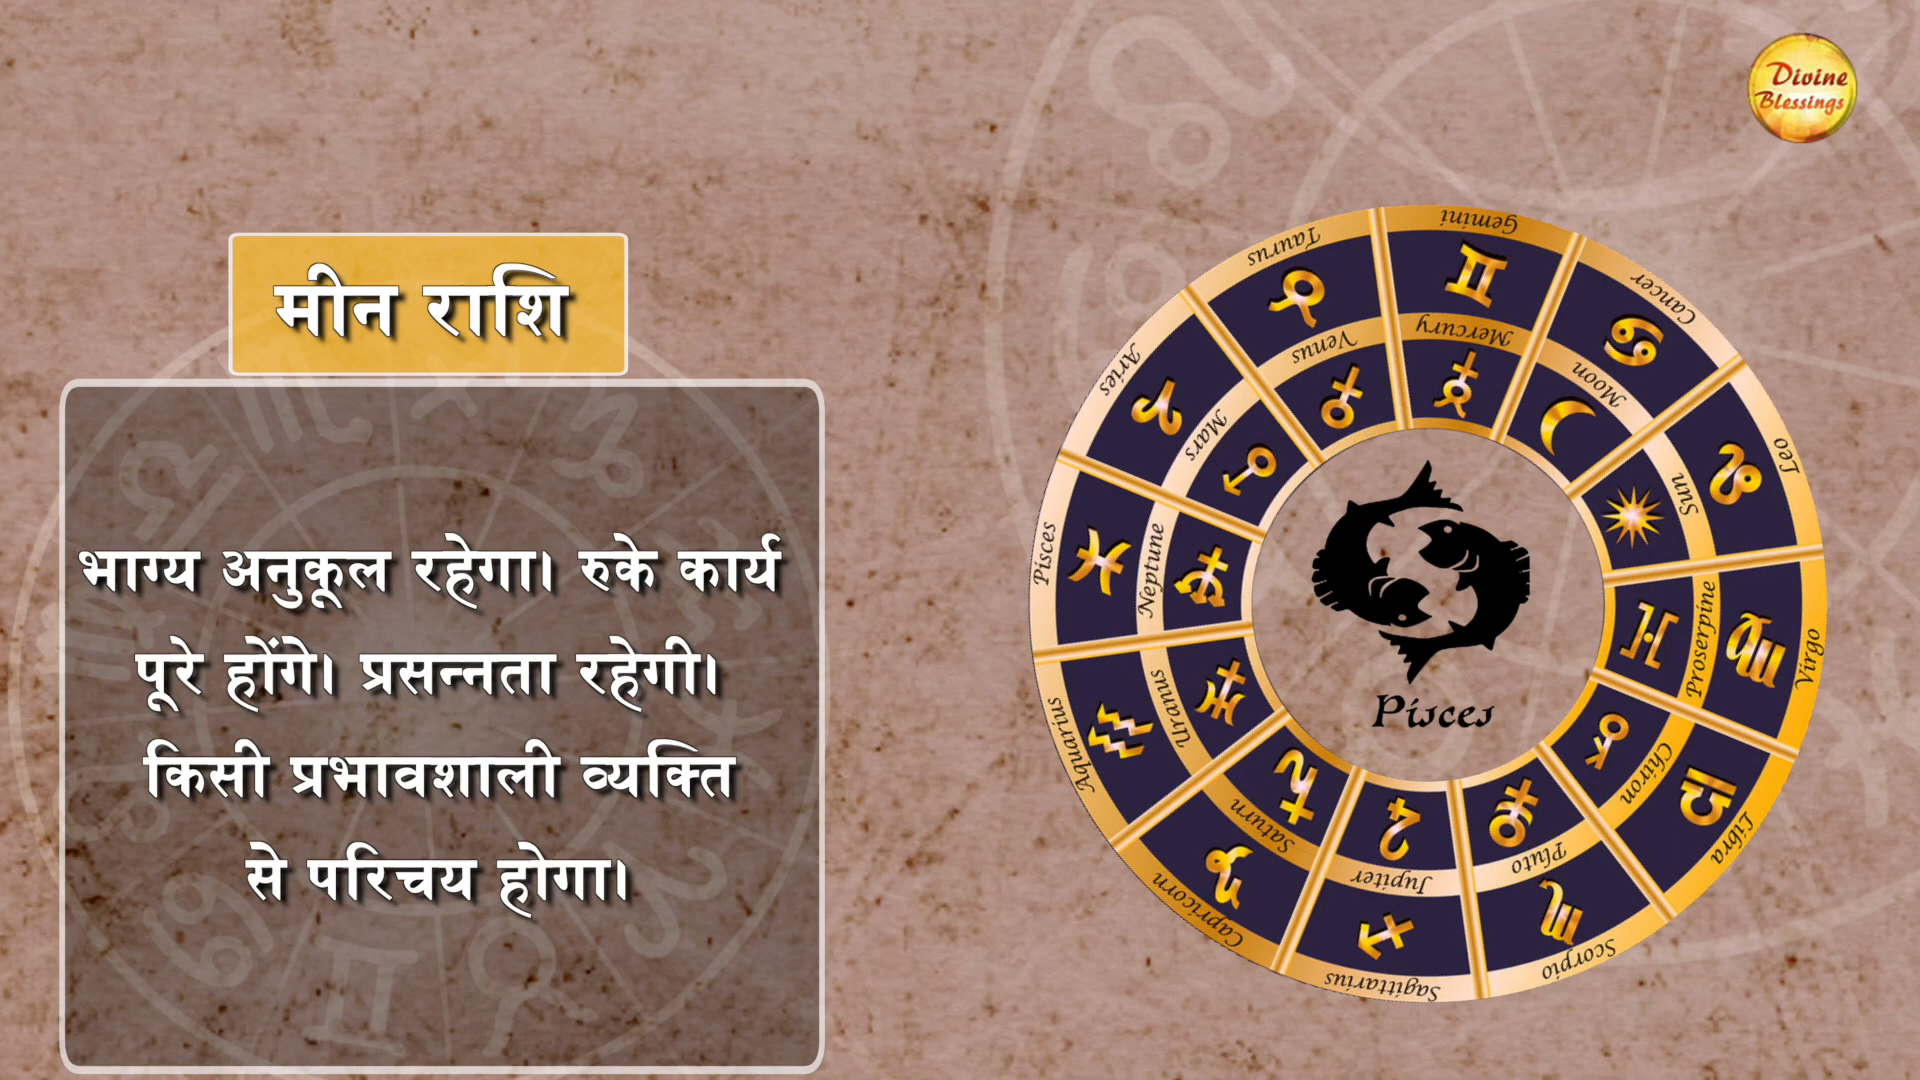 Divine
Blessings
मीन राशि
भाग्य अनुकूल रहेगा। रुके कार्य
पूरे होंगे। प्रसन्नता रहेगी।
किसी प्रभावशाली व्यक्ति
से परिचय होगा।
Gemini
Cancer
Leo
Virgo
Libra
Scorpio
Sagittarius
Capricorn
Aquarius
Pisces
Aries
Taurus
Mercury
Moon
Sun
Proserpine
Chiron
Pluto
Jupiter
Saturn
Uranus
Neptune
Mars
Venus
Pisces